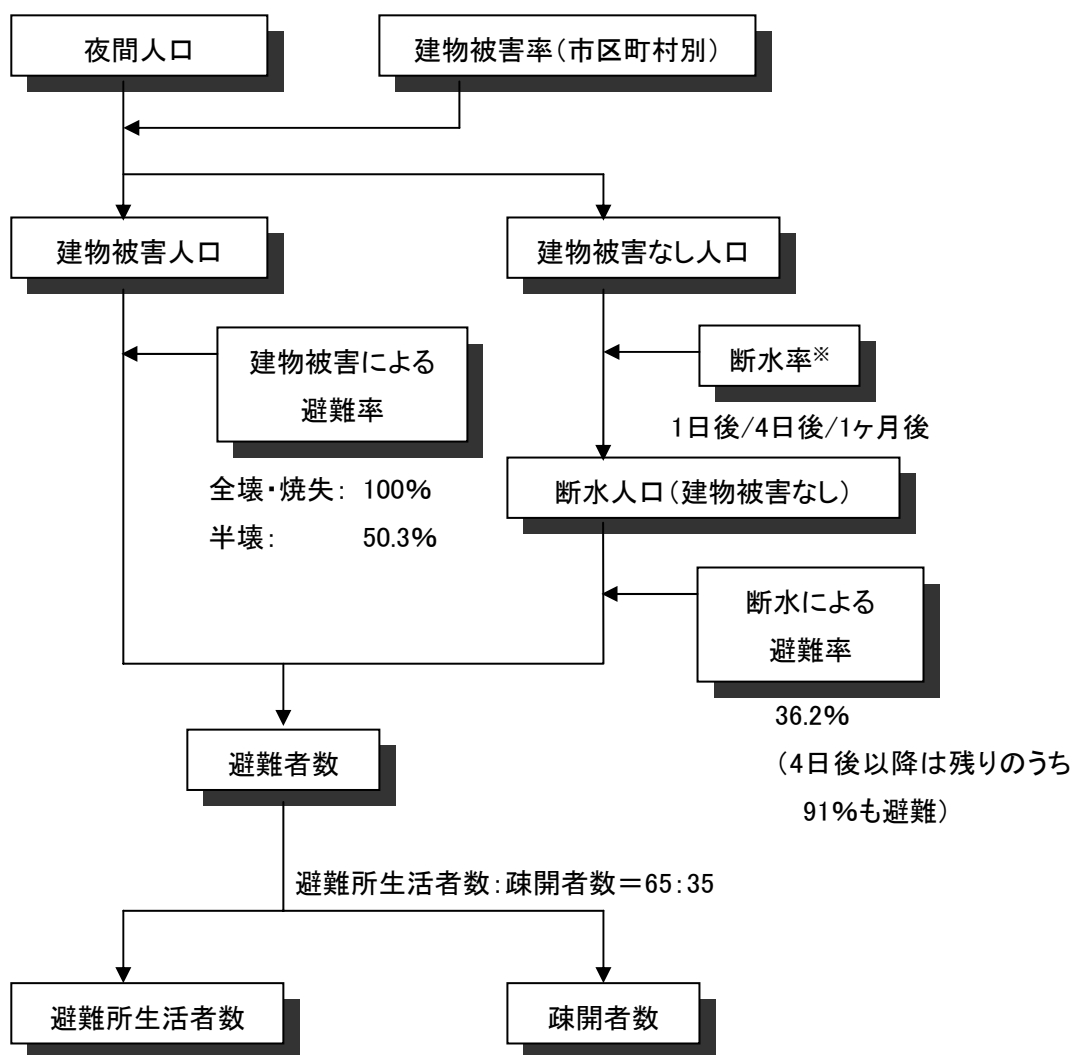 夜間人口
建物被害率(市区町村別)
建物被害人口
建物被害なし人口
建物被害による
避難率
断水率※
1日後/4日後/1ヶ月後
全壊・焼失: 100%
半壊: 50.3%
断水人口(建物被害なし)
断水による
避難率
36.2%
(4日後以降は残りのうち
91%も避難)
避難者数
避難所生活者数:疎開者数=65:35
避難所生活者数
疎開者数